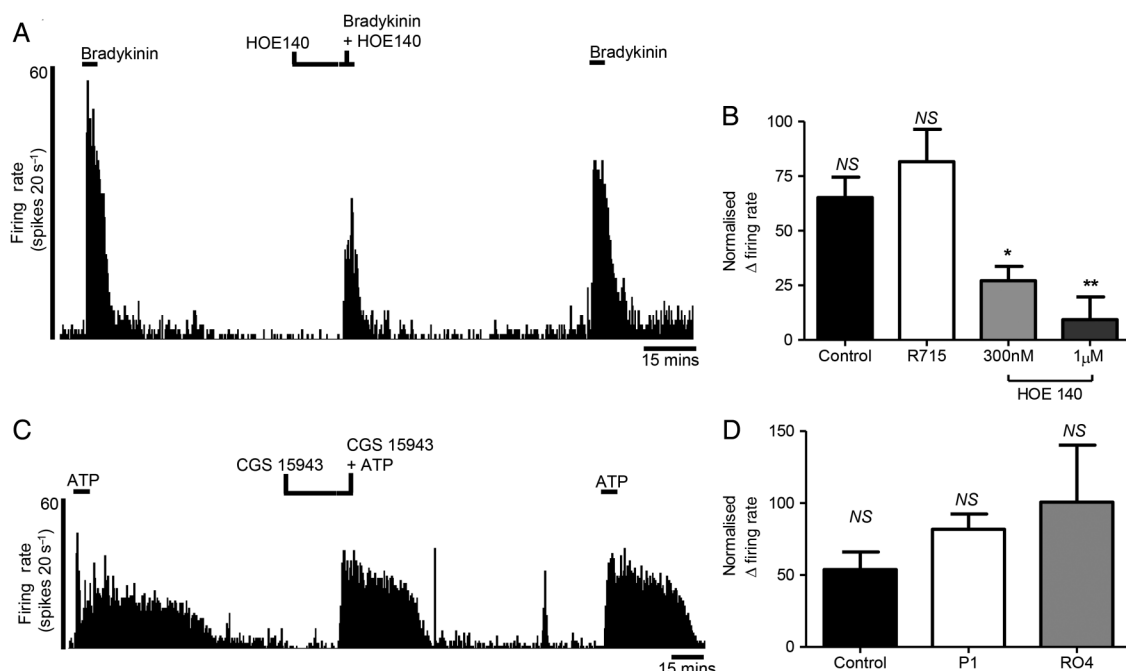 A
Bradykinin
HOE140
Bradykinin
+ HOE140
Bradykinin
60
Firing rate
(spikes 20 s⁻¹)
15 mins
B
Normalised
Δ firing rate
100
75
50
25
0
NS
NS
*
**
Control
R715
300nM
1μM
HOE 140
C
ATP
CGS 15943
CGS 15943
+ ATP
ATP
60
Firing rate
(spikes 20 s⁻¹)
15 mins
D
Normalised
Δ firing rate
150
100
50
0
NS
NS
NS
Control
P1
RO4